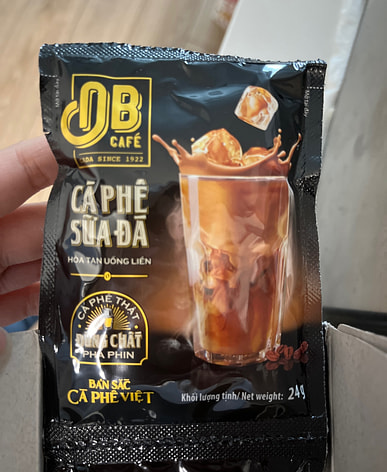 OB
CAFÉ
CADA SINCE 1922
CÀ PHÊ
SỮA ĐÁ
HÒA TAN UỐNG LIỀN
CÀ PHÊ THẬT
ĐÚNG CHẤT
PHA PHIN
BẢN SẮC
CÀ PHÊ VIỆT
Khối lượng tịnh/ Net weight: 24g